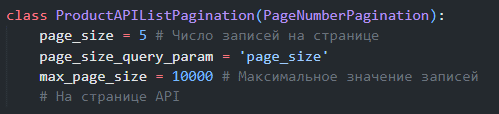 class ProductAPIListPagination(PageNumberPagination):
    page_size = 5 # Число записей на странице
    page_size_query_param = 'page_size'
    max_page_size = 10000 # Максимальное значение записей
    # На странице API